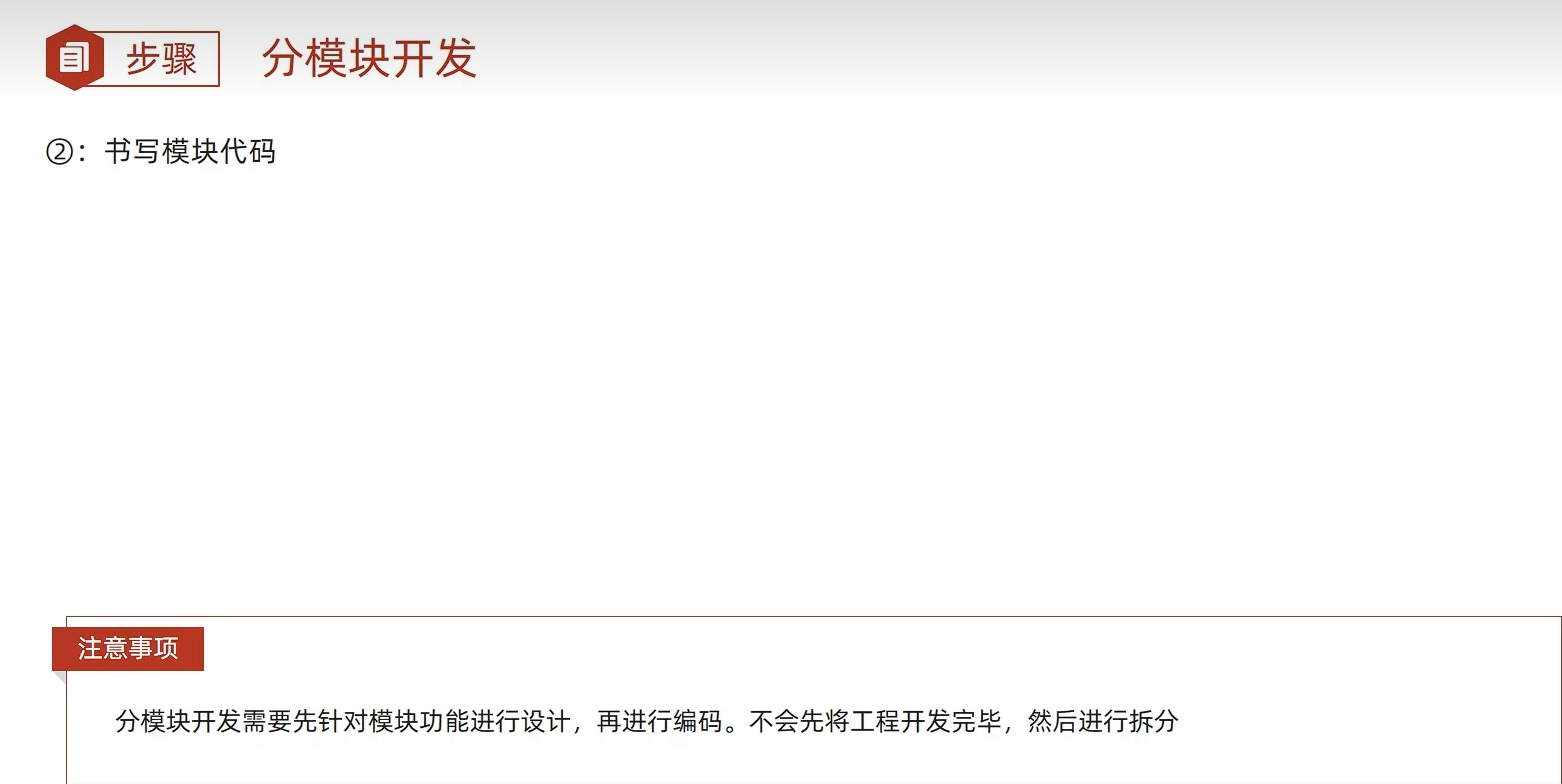 步骤 分模块开发
②：书写模块代码
注意事项
分模块开发需要先针对模块功能进行设计，再进行编码。不会先将工程开发完毕，然后进行拆分